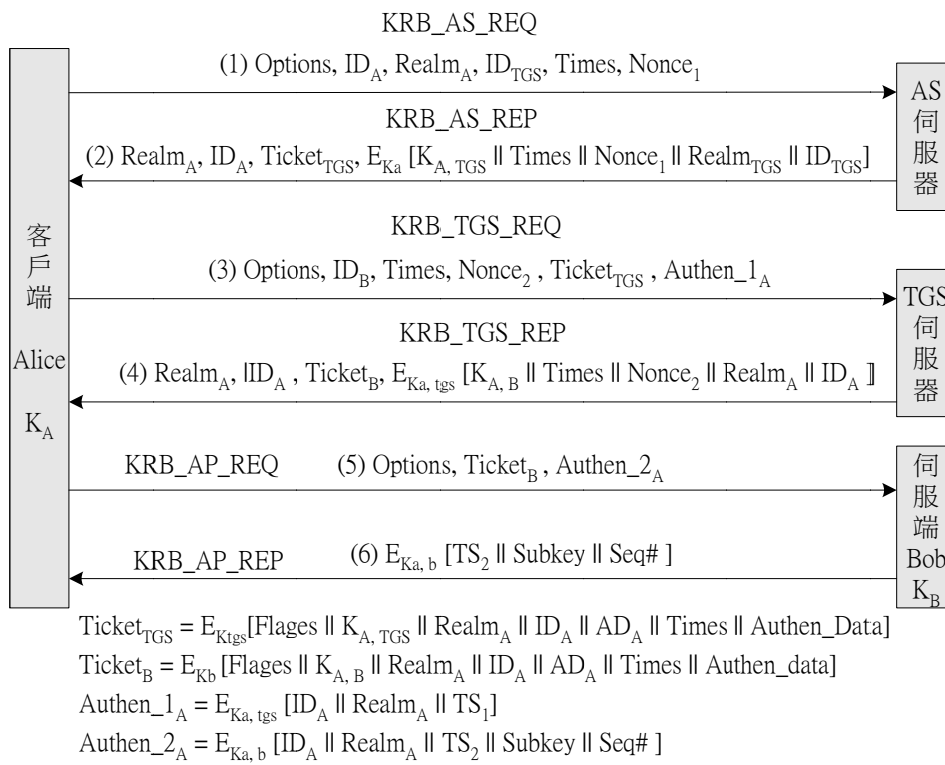 KRB_AS_REQ
(1) Options, ID_A, Realm_A, ID_TGS, Times, Nonce_1
KRB_AS_REP
(2) Realm_A, ID_A, Ticket_TGS, E_Ka [K_A, TGS || Times || Nonce_1 || Realm_TGS || ID_TGS]
AS
伺
服
器
KRB_TGS_REQ
(3) Options, ID_B, Times, Nonce_2 , Ticket_TGS , Authen_1_A
KRB_TGS_REP
(4) Realm_A, |ID_A , Ticket_B, E_Ka, tgs [K_A, B || Times || Nonce_2 || Realm_A || ID_A ]|
TGS
伺
服
器
客
戶
端
Alice
K_A
KRB_AP_REQ (5) Options, Ticket_B , Authen_2_A
KRB_AP_REP (6) E_Ka, b [TS_2 || Subkey || Seq# ]
伺
服
端
Bob
K_B
Ticket_TGS = E_Ktgs[Flages || K_A, TGS || Realm_A || ID_A || AD_A || Times || Authen_Data]
Ticket_B = E_Kb [Flages || K_A, B || Realm_A || ID_A || AD_A || Times || Authen_data]
Authen_1_A = E_Ka, tgs [ID_A || Realm_A || TS_1]
Authen_2_A = E_Ka, b [ID_A || Realm_A || TS_2 || Subkey || Seq# ]